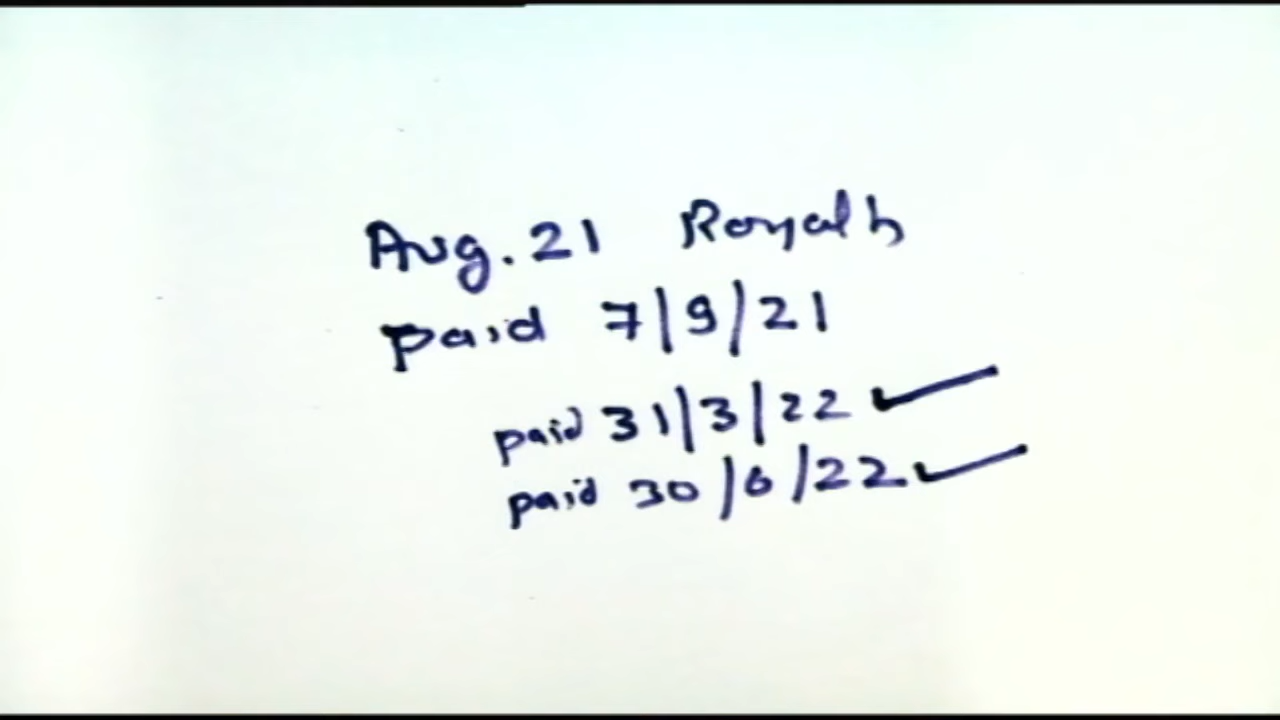 Aug. 21 Royalty
paid 7/9/21
paid 31/3/22 ✓
paid 30/6/22 ✓